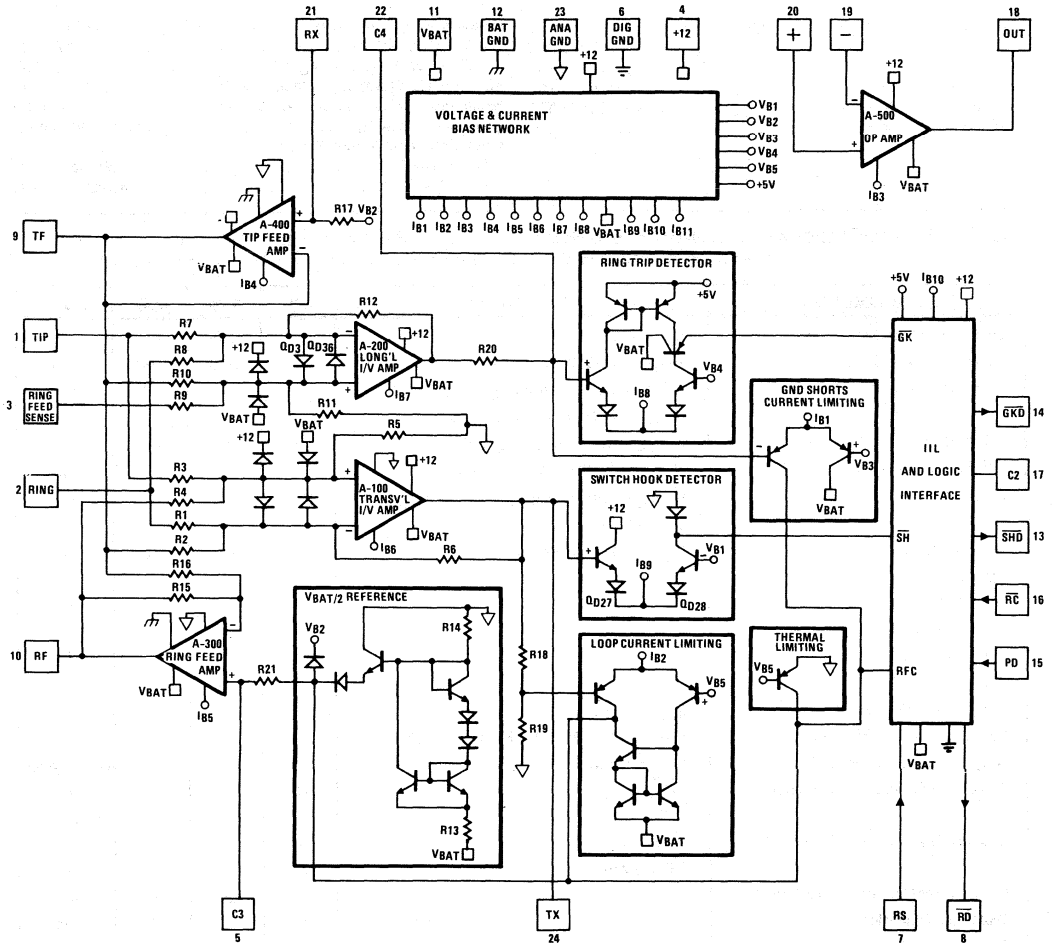 21
22
11
12
23
6
4
20
19
18
RX
C4
VBAT
BAT GND
ANA GND
DIG GND
+12
+
−
OUT
+12
VOLTAGE & CURRENT
BIAS NETWORK
VB1
VB2
VB3
VB4
VB5
+5V
IB1
IB2
IB3
IB4
IB5
IB6
IB7
IB8
VBAT
IB9
IB10
IB11
+12
−
A-500
OP AMP
+
IB3
VBAT
R17
VB2
9
TF
-
A-400
TIP FEED
AMP
+
−
VBAT
IB4
1
TIP
R7
R8
R10
R9
3
RING
FEED
SENSE
+12
VBAT
QD3
QD36
R12
−
A-200
LONG'L
I/V AMP
+
+12
VBAT
IB7
R20
R11
R5
RING TRIP DETECTOR
+5V
VBAT
+
IB8
VB4
GND SHORTS
CURRENT LIMITING
IB1
−
+
VB3
VBAT
+5V
IB10
+12
GK
IIL
AND LOGIC
INTERFACE
SH
RFC
VBAT
GKD
14
C2
17
SHD
13
RC
16
PD
15
2
RING
R3
R4
R1
R2
R16
R15
+12
VBAT
+
A-100
TRANSV'L
I/V AMP
−
+12
VBAT
IB6
R6
SWITCH HOOK DETECTOR
+12
+
IB9
−
VB1
QD27
QD28
10
RF
A-300
RING FEED
AMP
−
+
VBAT
IB5
R21
VBAT/2 REFERENCE
VB2
R14
R13
VBAT
R18
R19
LOOP CURRENT LIMITING
IB2
VB5
+
VBAT
THERMAL
LIMITING
VB5
C3
5
TX
24
RS
7
RD
8